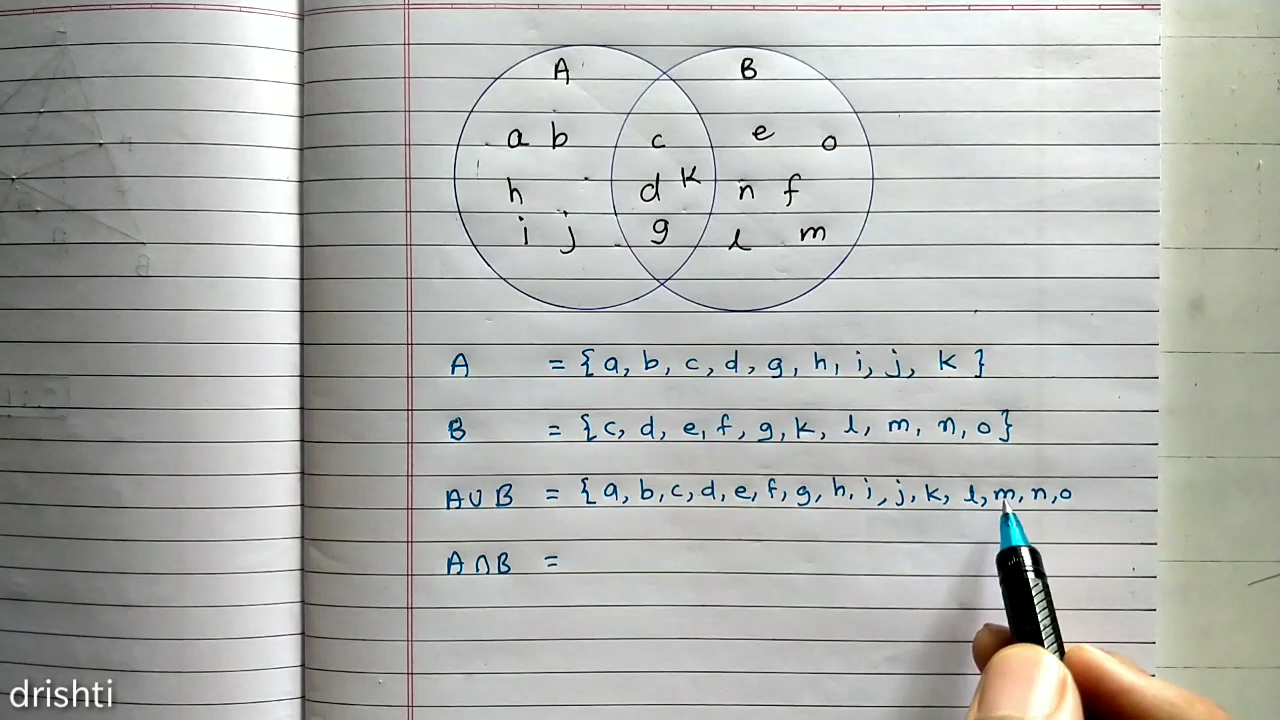 A B
a b c e o
h d k n f
i j g l m
A = {a, b, c, d, g, h, i, j, k}
B = {c, d, e, f, g, k, l, m, n, o}
A∪B = {a, b, c, d, e, f, g, h, i, j, k, l, m, n, o
A∩B =
drishti